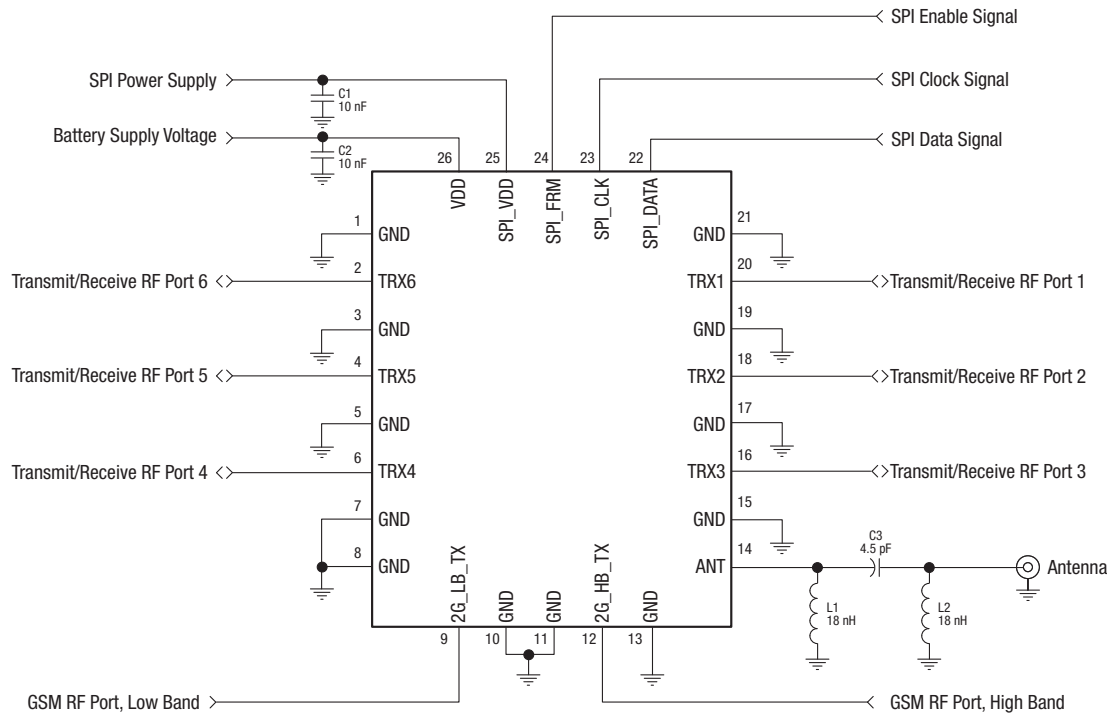 SPI Enable Signal
SPI Power Supply
SPI Clock Signal
C1
10 nF
Battery Supply Voltage
SPI Data Signal
C2
10 nF
26
25
24
23
22
VDD
SPI_VDD
SPI_FRM
SPI_CLK
SPI_DATA
1
GND
21
GND
Transmit/Receive RF Port 6
2
TRX6
20
TRX1
Transmit/Receive RF Port 1
3
GND
19
GND
Transmit/Receive RF Port 5
4
TRX5
18
TRX2
Transmit/Receive RF Port 2
5
GND
17
GND
Transmit/Receive RF Port 4
6
TRX4
16
TRX3
Transmit/Receive RF Port 3
7
GND
15
GND
8
GND
14
ANT
C3
4.5 pF
Antenna
L1
18 nH
L2
18 nH
2G_LB_TX
GND
GND
2G_HB_TX
GND
9
10
11
12
13
GSM RF Port, Low Band
GSM RF Port, High Band